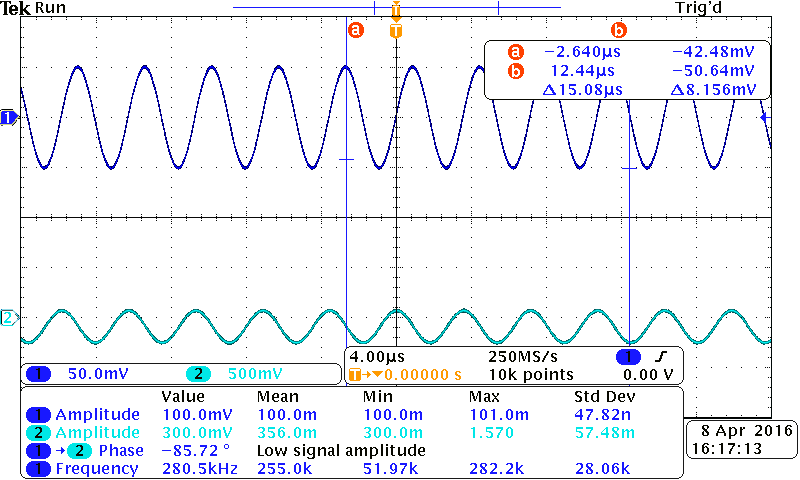 Tek Run Trig'd
T
a b
T
a −2.640µs −42.48mV
b 12.44µs −50.64mV
Δ15.08µs Δ8.156mV
1
2
1 50.0mV 2 500mV
4.00µs 250MS/s 1
T→▼0.00000 s 10k points 0.00 V
Value Mean Min Max Std Dev
1 Amplitude 100.0mV 100.0m 100.0m 101.0m 47.82n
2 Amplitude 300.0mV 356.0m 300.0m 1.570 57.48m
1 → 2 Phase −85.72 ° Low signal amplitude
1 Frequency 280.5kHz 255.0k 51.97k 282.2k 28.06k
8 Apr 2016
16:17:13